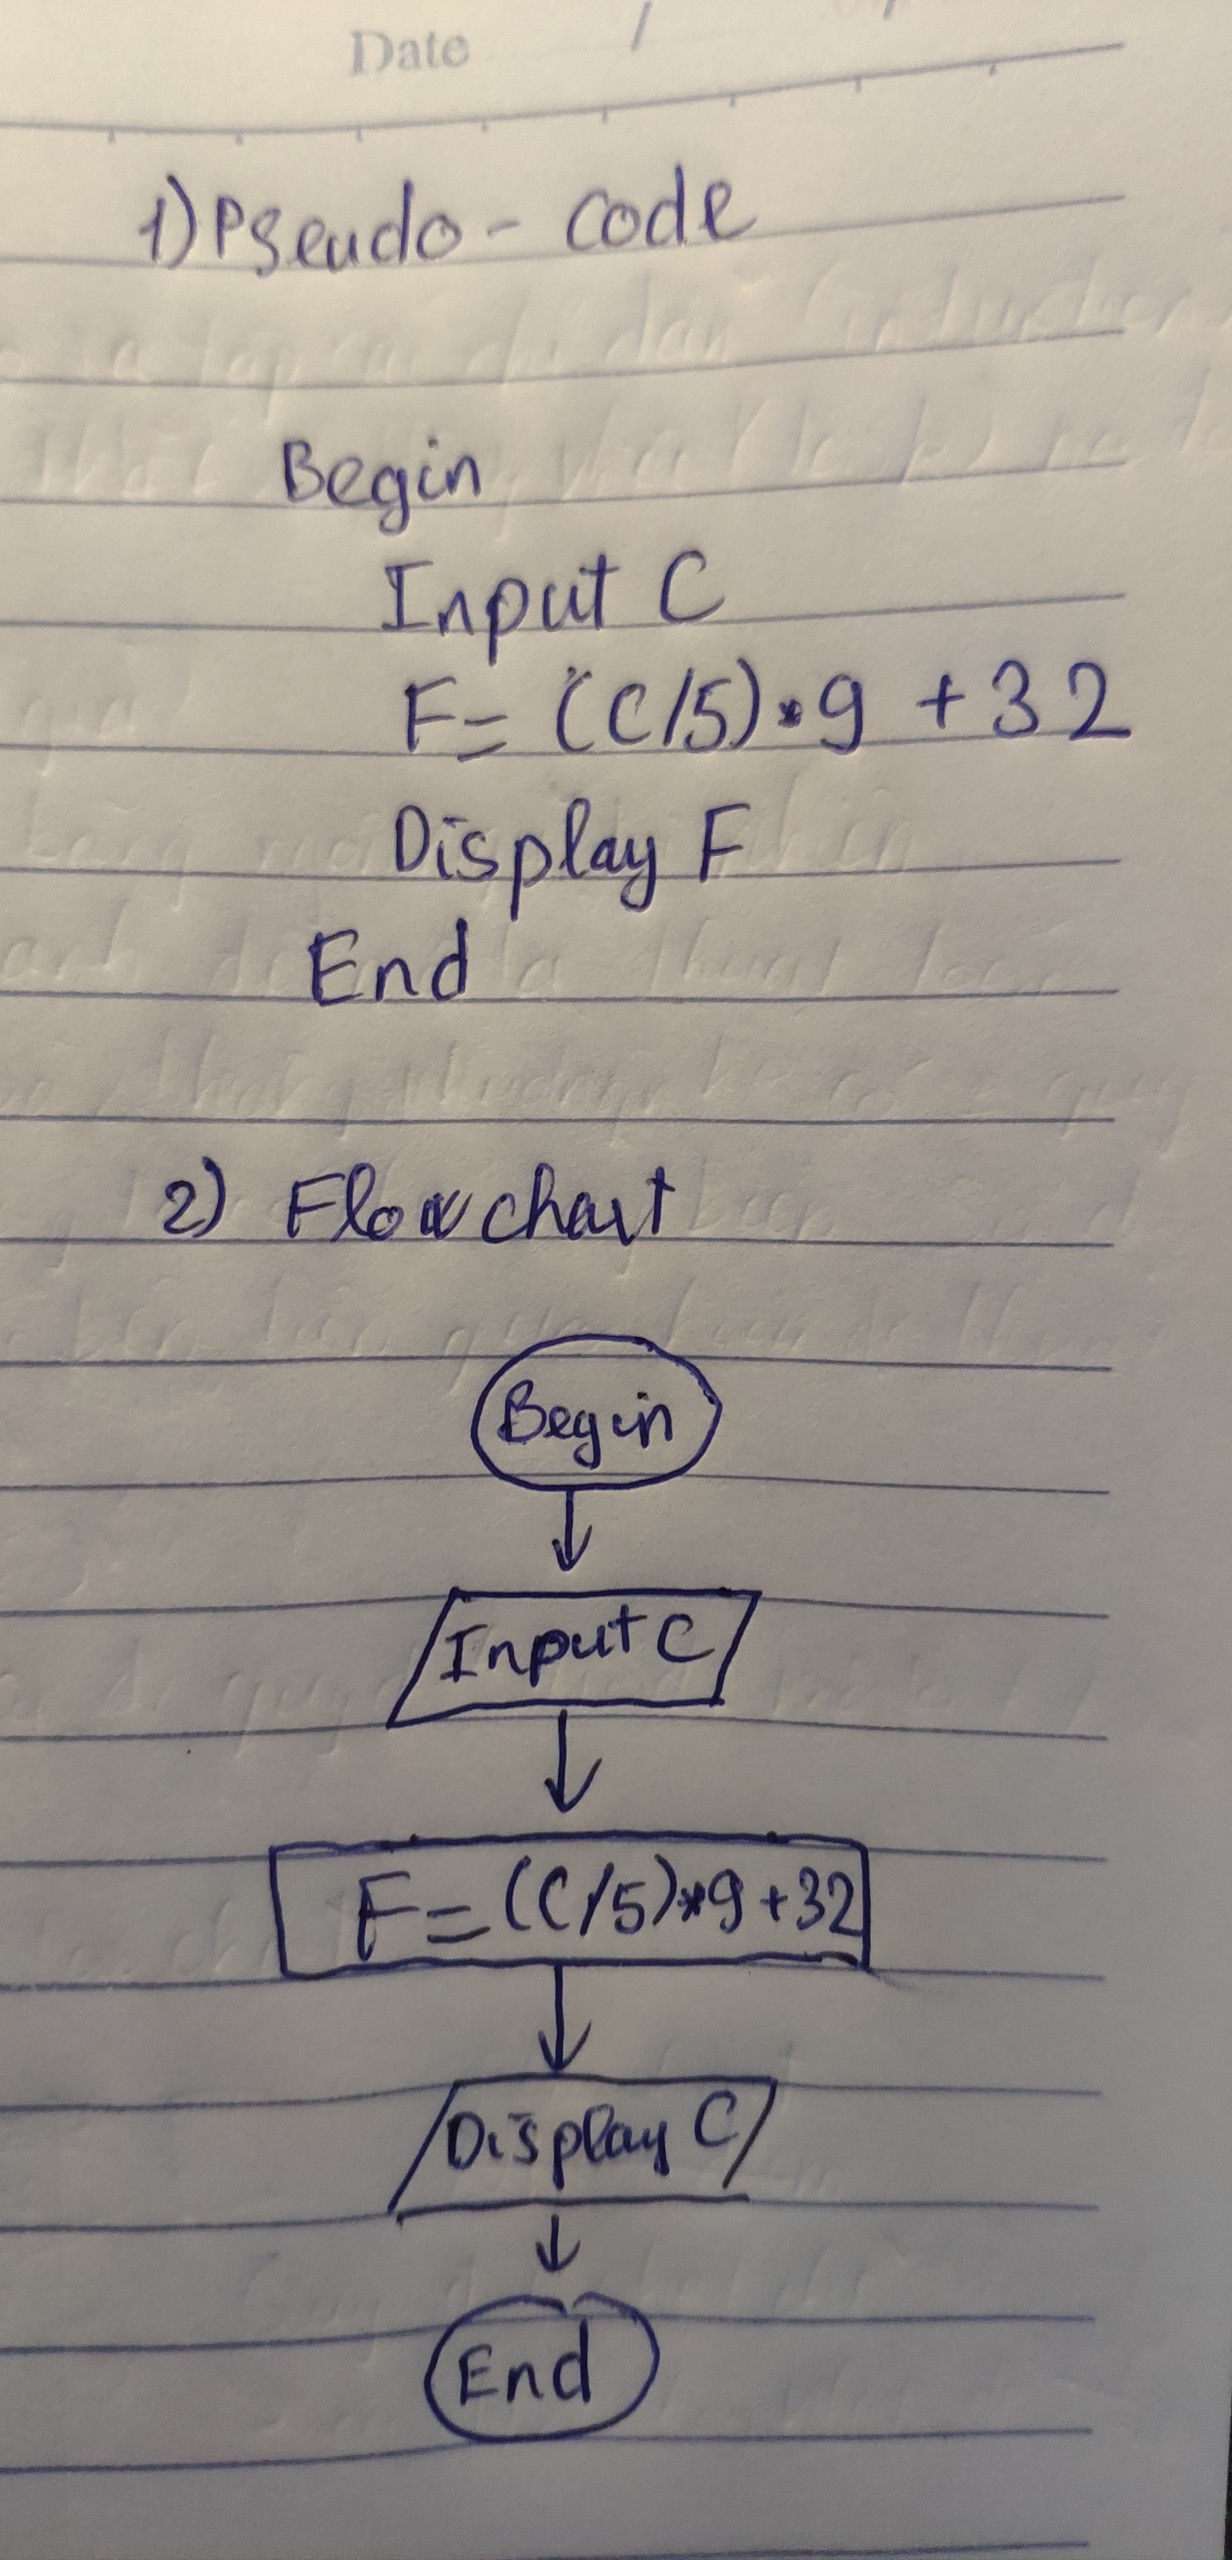 Date /
1) Pseudo - code
Begin
Input C
F = (C/5) * 9 + 32
Display F
End
2) Flowchart
Begin
Input C
F = (C/5) * 9 + 32
Display C
End